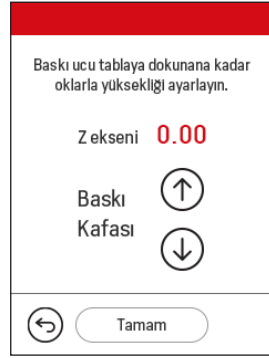 Baskı ucu tablaya dokunana kadar
oklarla yüksekliği ayarlayın.
Z ekseni 0.00
Baskı
Kafası
Tamam